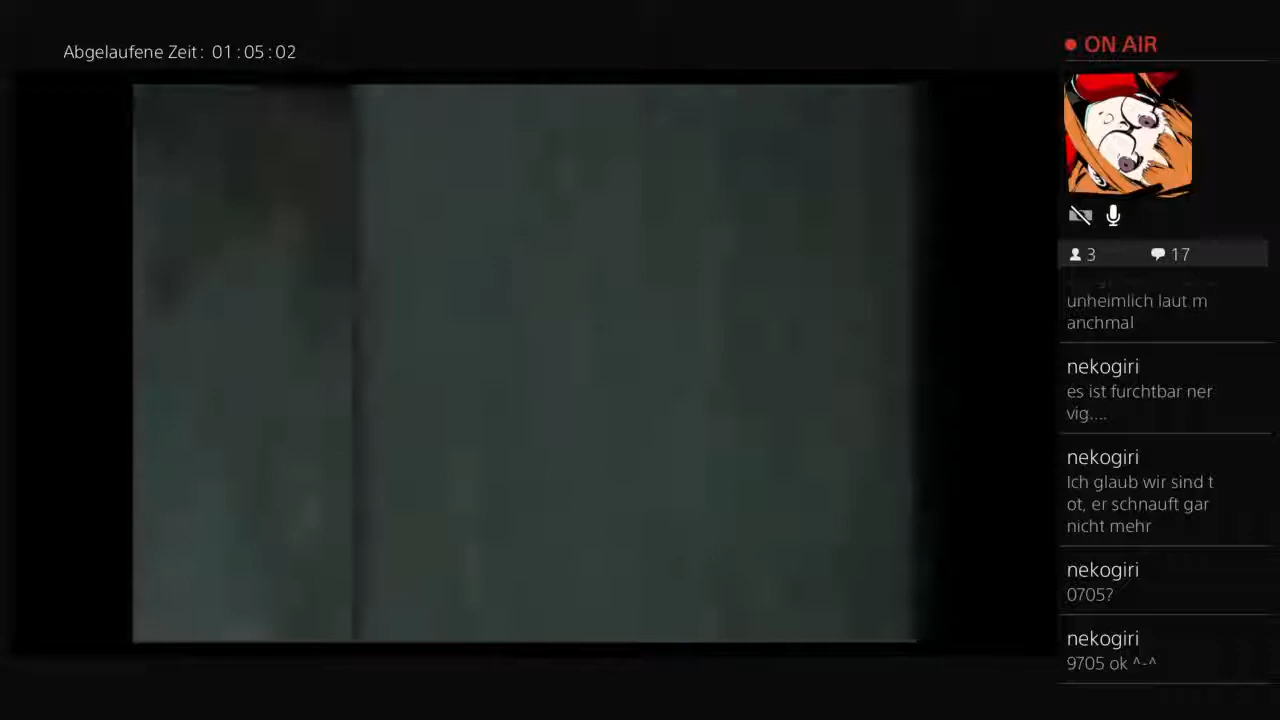 Abgelaufene Zeit: 01:05:02
ON AIR
3
17
unheimlich laut m
anchmal
nekogiri
es ist furchtbar ner
vig....
nekogiri
Ich glaub wir sind t
ot, er schnauft gar
nicht mehr
nekogiri
0705?
nekogiri
9705 ok ^-^